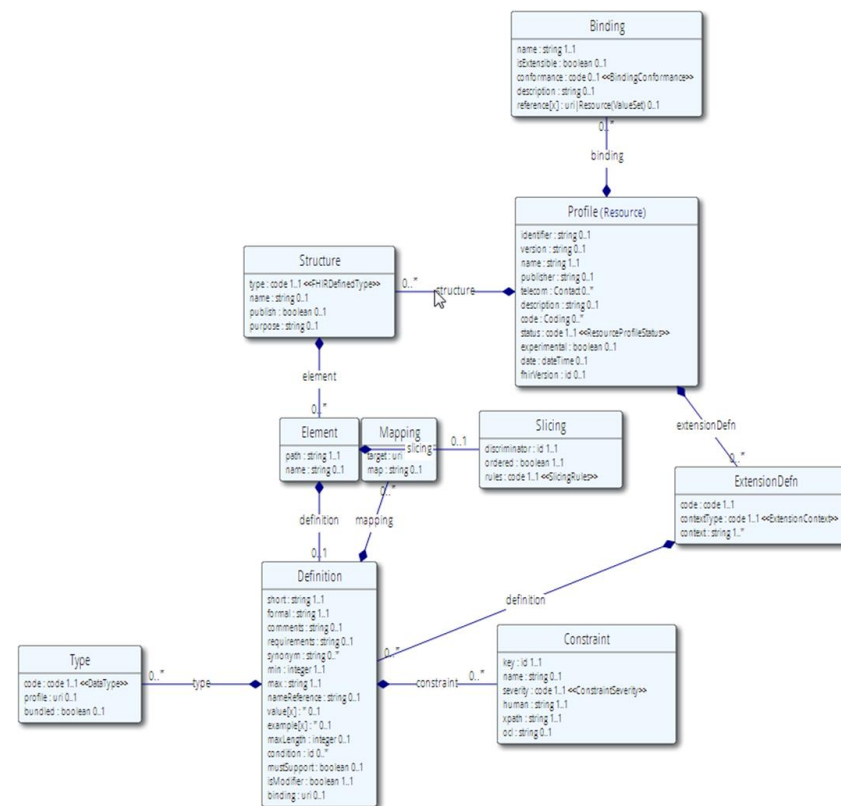 Binding
name : string 1..1
isExtensible : boolean 0..1
conformance : code 0..1 <<BindingConformance>>
description : string 0..1
reference[x] : uri|Resource(ValueSet) 0..1
0..*
binding
Profile (Resource)
identifier : string 0..1
version : string 0..1
name : string 1..1
publisher : string 0..1
telecom : Contact 0..*
description : string 0..1
code : Coding 0..*
status : code 1..1 <<ResourceProfileStatus>>
experimental : boolean 0..1
date : dateTime 0..1
fhirVersion : id 0..1
Structure
type : code 1..1 <<FHIRDefinedType>>
name : string 0..1
publish : boolean 0..1
purpose : string 0..1
0..*
structure
element
0..*
extensionDefn
0..*
Element
path : string 1..1
name : string 0..1
Mapping
target : uri
map : string 0..1
slicing
0..1
Slicing
discriminator : id 1..1
ordered : boolean 1..1
rules : code 1..1 <<SlicingRules>>
ExtensionDefn
code : code 1..1
contextType : code 1..1 <<ExtensionContext>>
context : string 1..*
0..*
definition
mapping
0..1
definition
0..*
Definition
short : string 1..1
formal : string 1..1
comments : string 0..1
requirements : string 0..1
synonym : string 0..*
min : integer 1..1
max : string 1..1
nameReference : string 0..1
value[x] : * 0..1
example[x] : * 0..1
maxLength : integer 0..1
condition : id 0..*
mustSupport : boolean 0..1
isModifier : boolean 1..1
binding : uri 0..1
Type
code : code 1..1 <<DataType>>
profile : uri 0..1
bundled : boolean 0..1
0..*
type
constraint
0..*
Constraint
key : id 1..1
name : string 0..1
severity : code 1..1 <<ConstraintSeverity>>
human : string 1..1
xpath : string 1..1
ocl : string 0..1